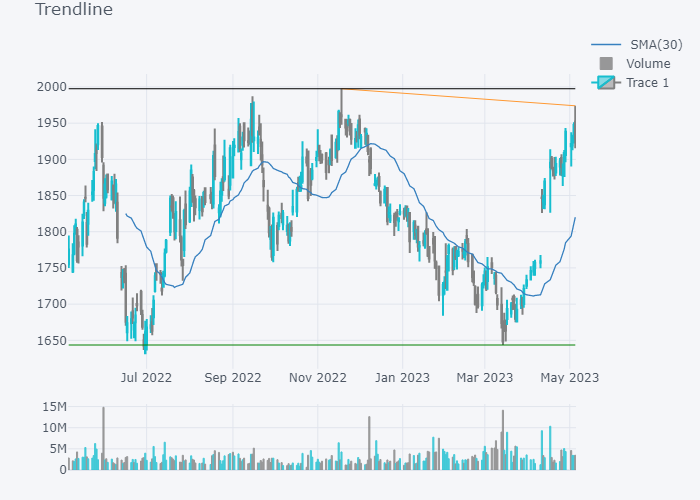 Trendline
SMA(30)
Volume
Trace 1
2000
1950
1900
1850
1800
1750
1700
1650
Jul 2022
Sep 2022
Nov 2022
Jan 2023
Mar 2023
May 2023
15M
10M
5M
0